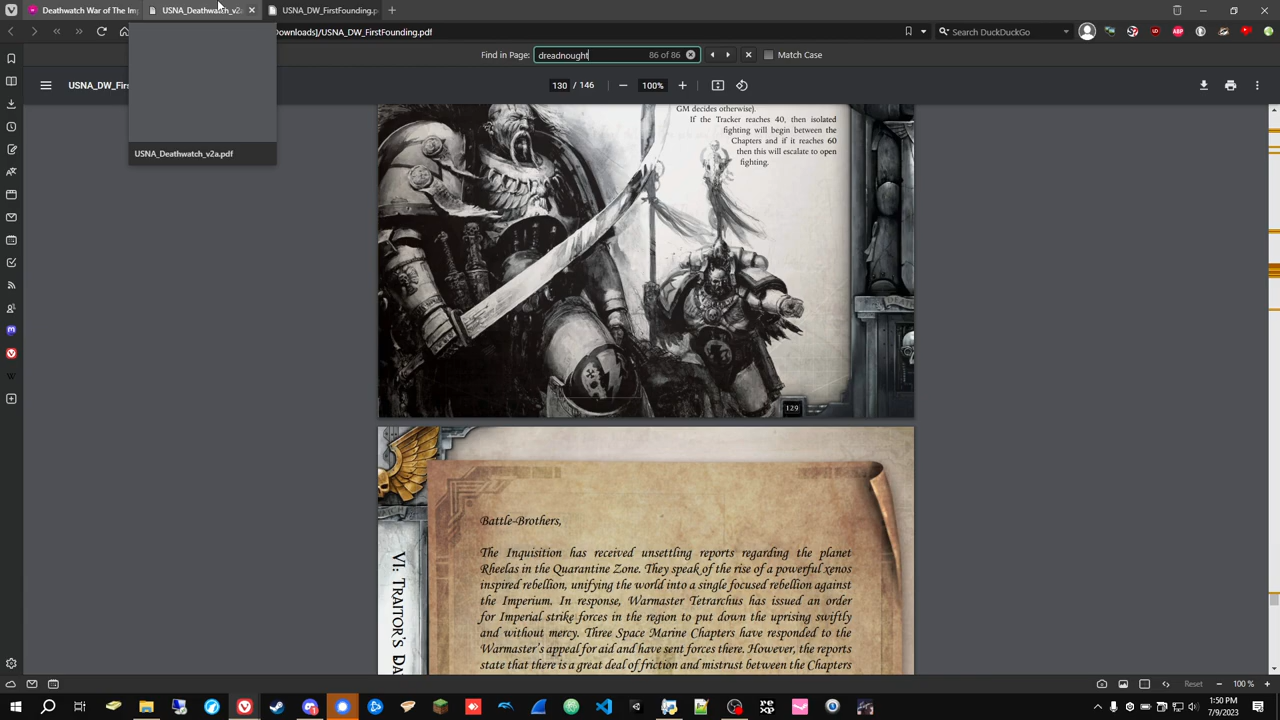 Deathwatch War of The Imp
USNA_Deathwatch_v2a
USNA_DW_FirstFounding.p
ownloads]/USNA_DW_FirstFounding.pdf
Search DuckDuckGo
Find in Page:
dreadnought
86 of 86
Match Case
USNA_DW_Firs
130 / 146
100%
USNA_Deathwatch_v2a.pdf
GM decides otherwise).
If the Tracker reaches 40, then isolated
fighting will begin between the
Chapters and if it reaches 60
then this will escalate to open
fighting.
129
VI: TRAITOR'S DA
Battle-Brothers,
The Inquisition has received unsettling reports regarding the planet
Rheelas in the Quarantine Zone. They speak of the rise of a powerful xenos
inspired rebellion, unifying the world into a single focused rebellion against
the Imperium. In response, Warmaster Tetrarchus has issued an order
for Imperial strike forces in the region to put down the uprising swiftly
and without mercy. Three Space Marine Chapters have responded to the
Warmaster's appeal for aid and have sent forces there. However, the reports
state that there is a great deal of friction and mistrust between the Chapters
Reset
100 %
1:50 PM
7/9/2023